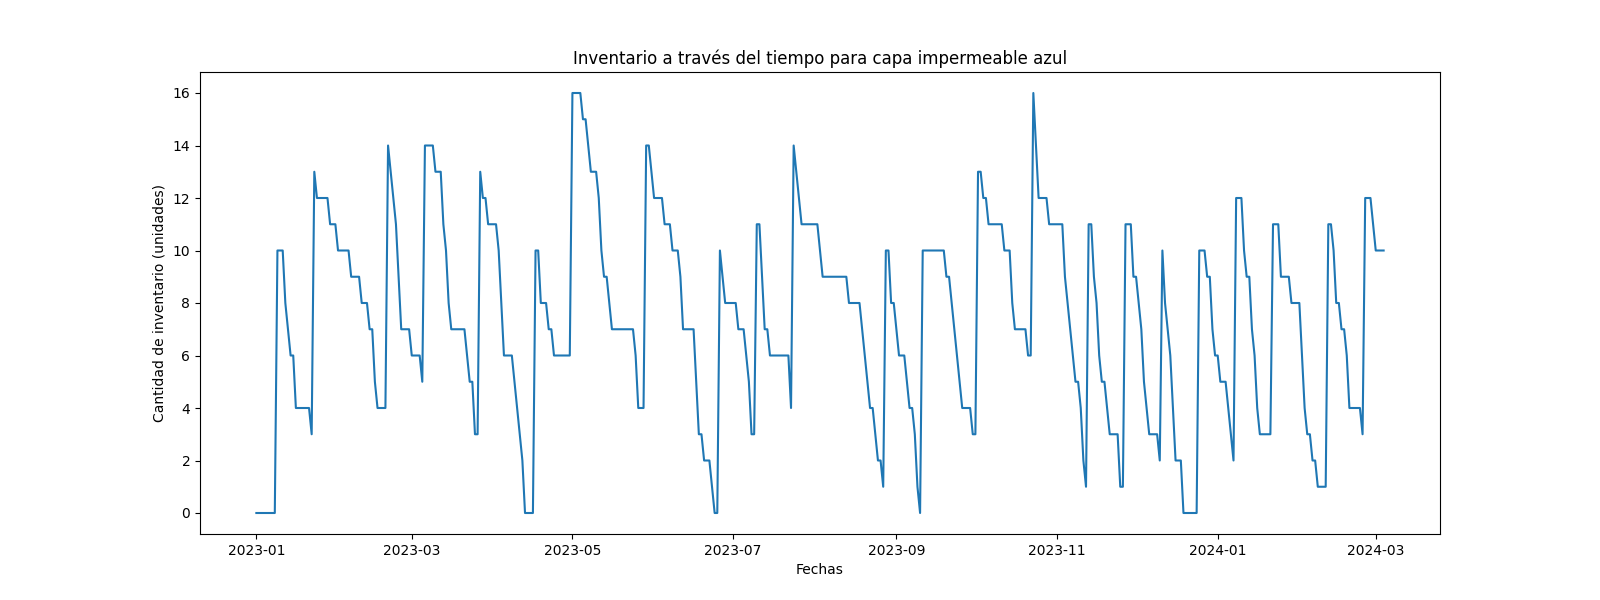 Inventario a través del tiempo para capa impermeable azul
Cantidad de inventario (unidades)
16
14
12
10
8
6
4
2
0
2023-01 2023-03 2023-05 2023-07 2023-09 2023-11 2024-01 2024-03
Fechas